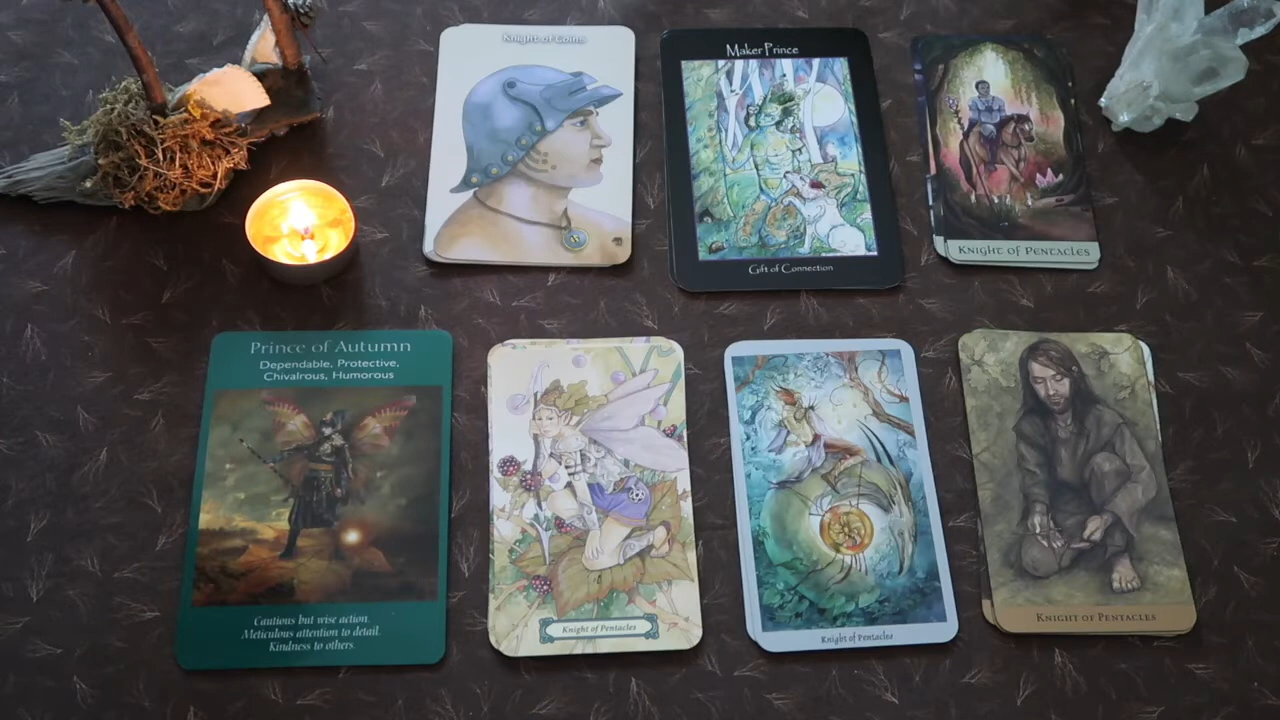 Knight of Coins
Maker Prince
Gift of Connection
Knight of Pentacles
Prince of Autumn
Dependable, Protective,
Chivalrous, Humorous
Cautious but wise action.
Meticulous attention to detail.
Kindness to others.
Knight of Pentacles
Knight of Pentacles
Knight of Pentacles